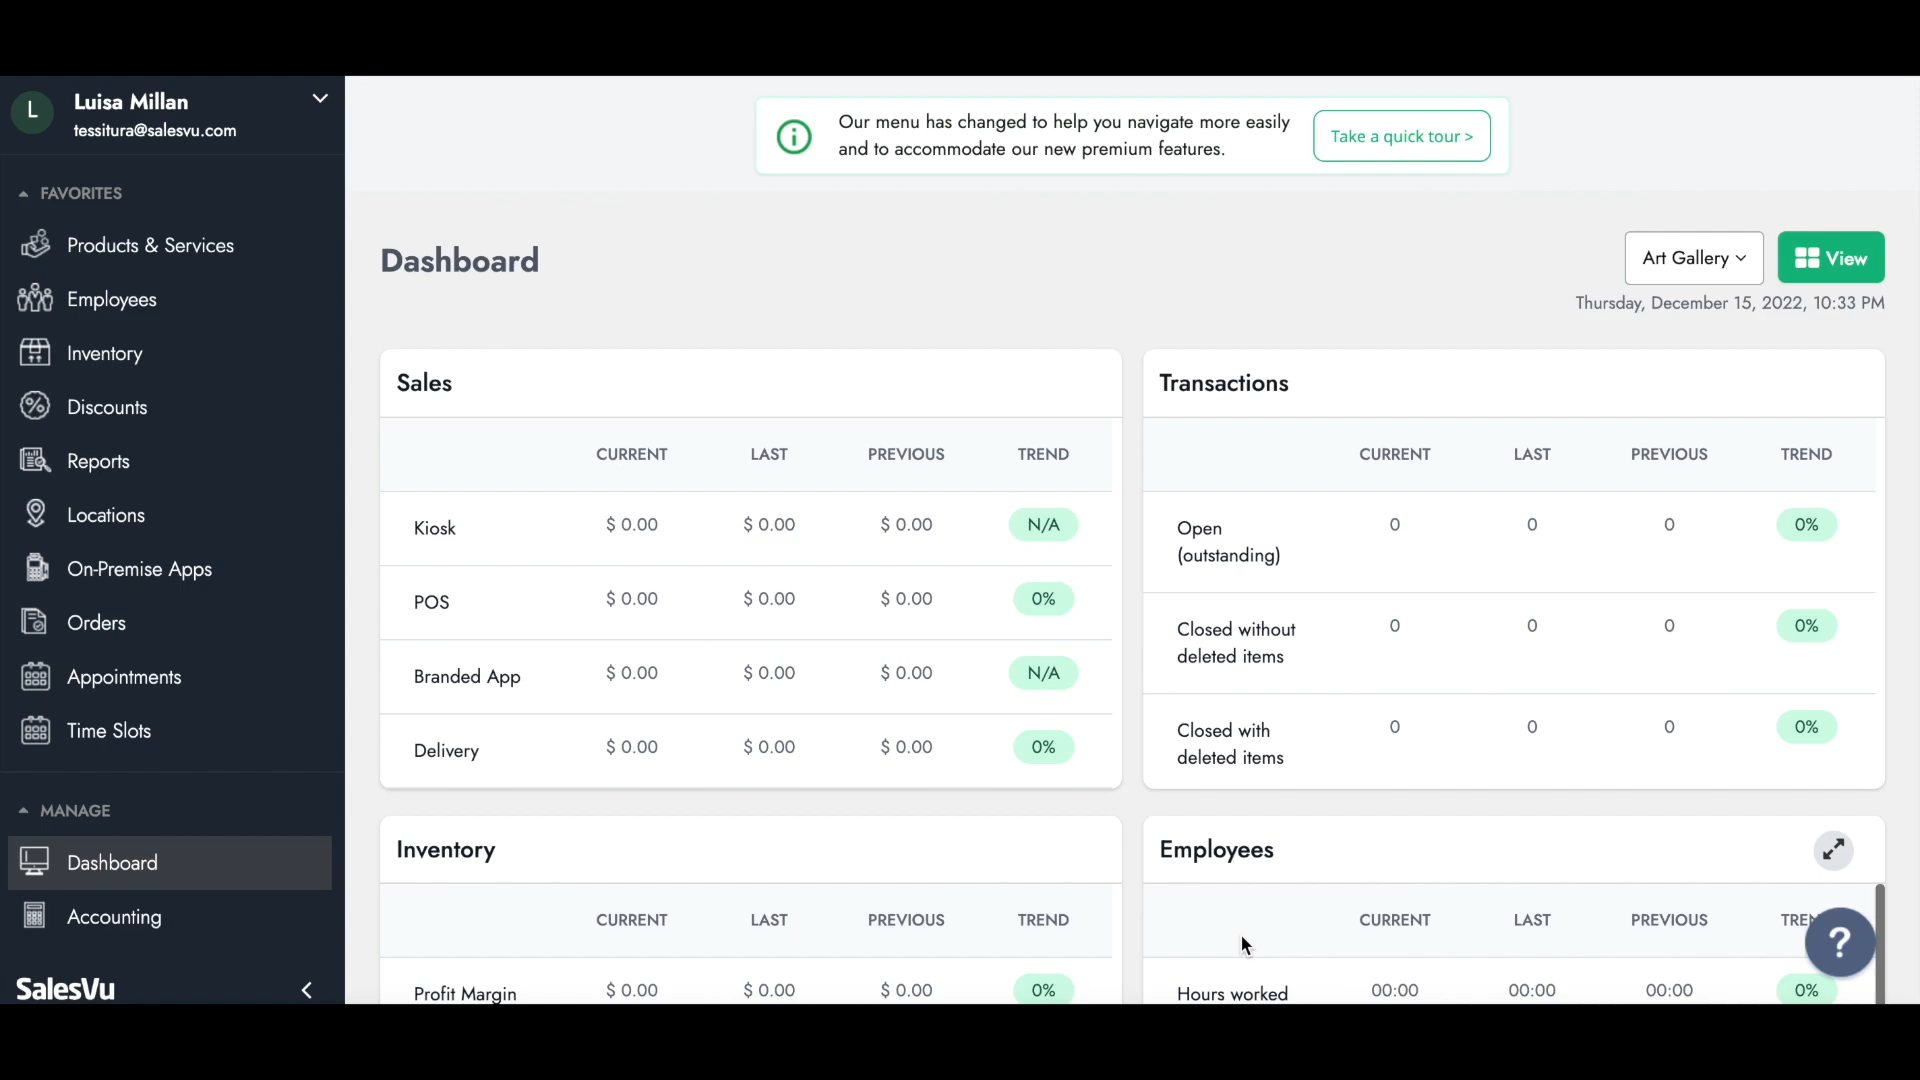 L
Luisa Millan
tessitura@salesvu.com
FAVORITES
Products & Services
Employees
Inventory
Discounts
Reports
Locations
On-Premise Apps
Orders
Appointments
Time Slots
MANAGE
Dashboard
Accounting
SalesVu
Our menu has changed to help you navigate more easily
and to accommodate our new premium features.
Take a quick tour >
Dashboard
Art Gallery
View
Thursday, December 15, 2022, 10:33 PM
Sales
CURRENT LAST PREVIOUS TREND
Kiosk $ 0.00 $ 0.00 $ 0.00 N/A
POS $ 0.00 $ 0.00 $ 0.00 0%
Branded App $ 0.00 $ 0.00 $ 0.00 N/A
Delivery $ 0.00 $ 0.00 $ 0.00 0%
Transactions
CURRENT LAST PREVIOUS TREND
Open 0 0 0 0%
(outstanding)
Closed without 0 0 0 0%
deleted items
Closed with 0 0 0 0%
deleted items
Inventory
CURRENT LAST PREVIOUS TREND
Profit Margin $ 0.00 $ 0.00 $ 0.00 0%
Employees
CURRENT LAST PREVIOUS TREN
?
Hours worked 00:00 00:00 00:00 0%